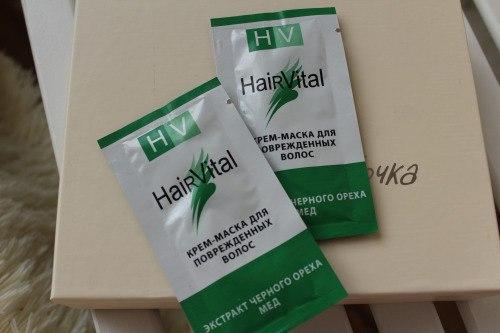 HV
HairVital
КРЕМ-МАСКА ДЛЯ
ПОВРЕЖДЕННЫХ
ВОЛОС
ЭКСТРАКТ ЧЕРНОГО ОРЕХА
МЕД
HV
HairVital
КРЕМ-МАСКА ДЛЯ
ПОВРЕЖДЕННЫХ
ВОЛОС
ЧЕРНОГО ОРЕХА
МЕД